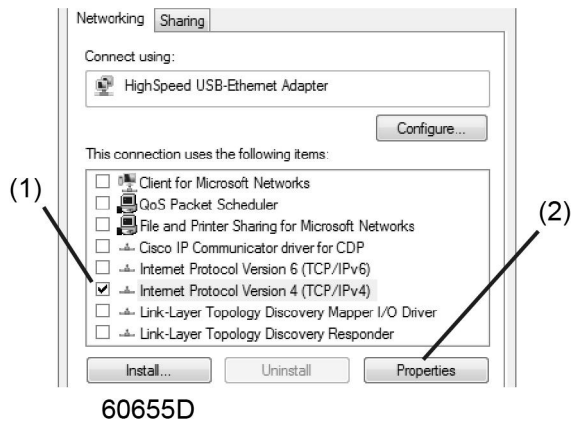 Networking Sharing
Connect using:
HighSpeed USB-Ethernet Adapter
Configure...
This connection uses the following items:
(1)
Client for Microsoft Networks
QoS Packet Scheduler
File and Printer Sharing for Microsoft Networks
(2)
Cisco IP Communicator driver for CDP
Internet Protocol Version 6 (TCP/IPv6)
Internet Protocol Version 4 (TCP/IPv4)
Link-Layer Topology Discovery Mapper I/O Driver
Link-Layer Topology Discovery Responder
Install... Uninstall Properties
60655D